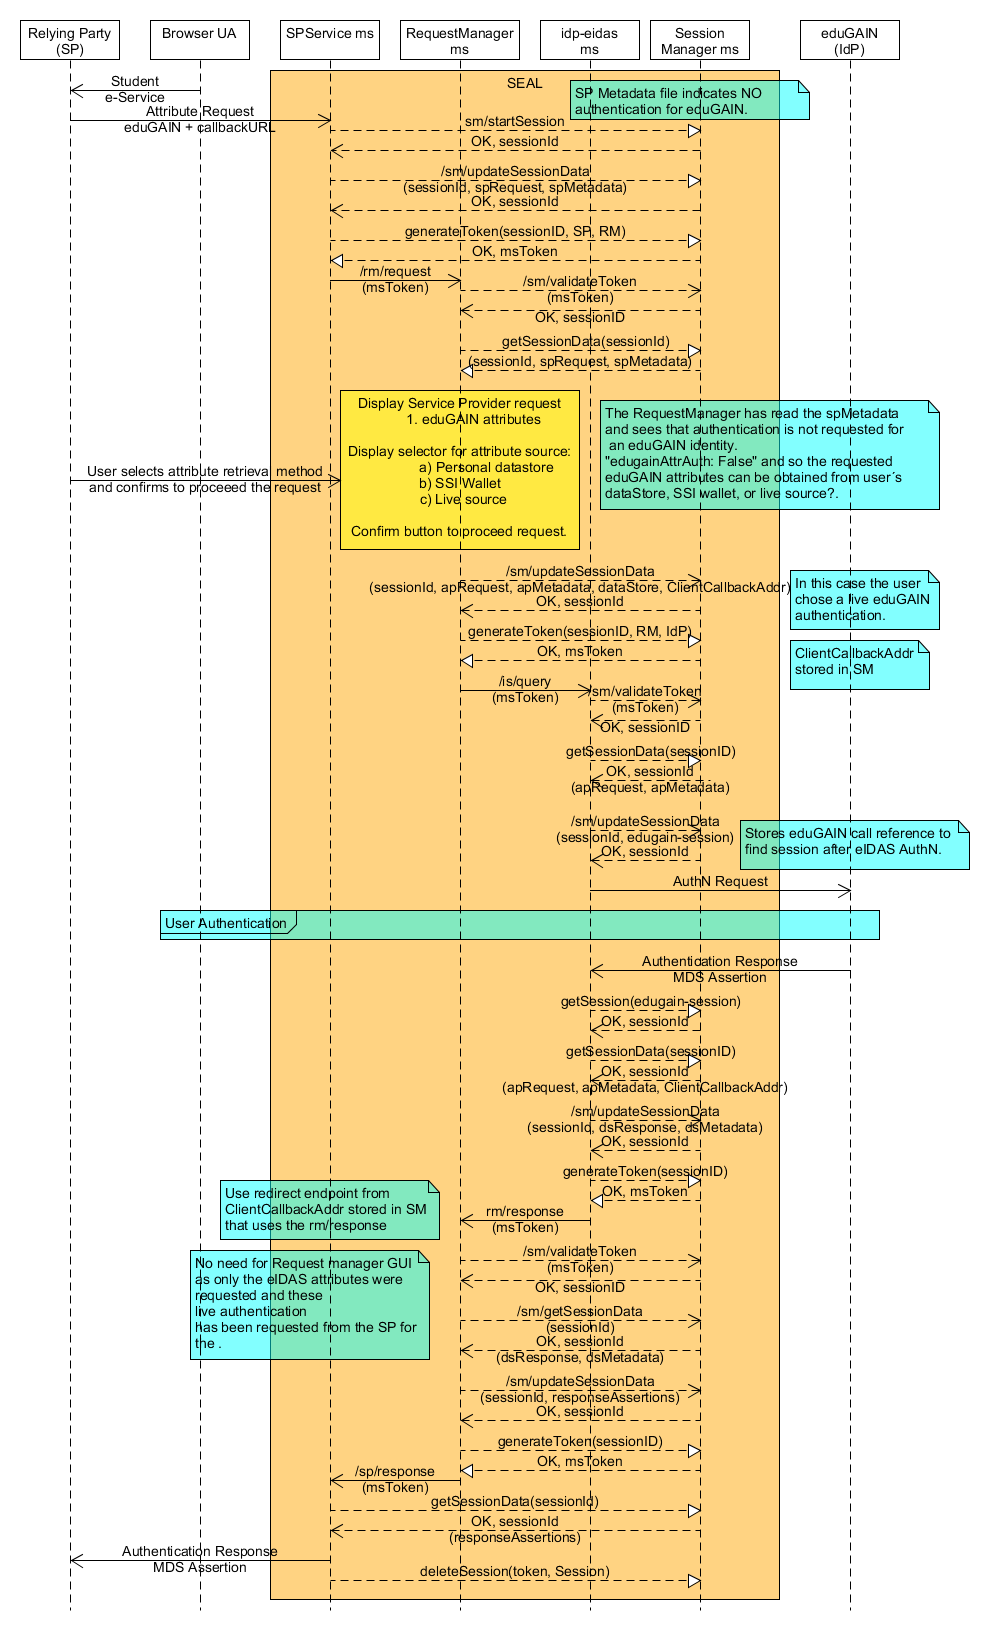 Relying Party
(SP)
Browser UA
SPService ms
RequestManager
ms
idp-eidas
ms
Session
Manager ms
eduGAIN
(IdP)
SEAL
Student
e-Service
SP Metadata file indicates NO
authentication for eduGAIN.
Attribute Request
eduGAIN + callbackURL
sm/startSession
OK, sessionId
/sm/updateSessionData
(sessionId, spRequest, spMetadata)
OK, sessionId
generateToken(sessionID, SP, RM)
OK, msToken
/rm/request
(msToken)
/sm/validateToken
(msToken)
OK, sessionID
getSessionData(sessionId)
(sessionId, spRequest, spMetadata)
Display Service Provider request
1. eduGAIN attributes
Display selector for attribute source:
a) Personal datastore
b) SSI Wallet
c) Live source
Confirm button to proceed request.
The RequestManager has read the spMetadata
and sees that authentication is not requested for
an eduGAIN identity.
"edugainAttrAuth: False" and so the requested
eduGAIN attributes can be obtained from user´s
dataStore, SSI wallet, or live source?.
User selects attribute retrieval method
and confirms to proceeed the request
/sm/updateSessionData
(sessionId, apRequest, apMetadata, dataStore, ClientCallbackAddr)
OK, sessionId
In this case the user
chose a live eduGAIN
authentication.
generateToken(sessionID, RM, IdP)
OK, msToken
ClientCallbackAddr
stored in SM
/is/query
(msToken)
sm/validateToken
(msToken)
OK, sessionID
getSessionData(sessionID)
OK, sessionId
(apRequest, apMetadata)
/sm/updateSessionData
(sessionId, edugain-session)
OK, sessionId
Stores eduGAIN call reference to
find session after eIDAS AuthN.
AuthN Request
User Authentication
Authentication Response
MDS Assertion
getSession(edugain-session)
OK, sessionId
getSessionData(sessionID)
OK, sessionId
(apRequest, apMetadata, ClientCallbackAddr)
/sm/updateSessionData
(sessionId, dsResponse, dsMetadata)
OK, sessionId
generateToken(sessionID)
OK, msToken
Use redirect endpoint from
ClientCallbackAddr stored in SM
that uses the rm/response
rm/response
(msToken)
No need for Request manager GUI
as only the eIDAS attributes were
requested and these
live authentication
has been requested from the SP for
the .
/sm/validateToken
(msToken)
OK, sessionID
/sm/getSessionData
(sessionId)
OK, sessionId
(dsResponse, dsMetadata)
/sm/updateSessionData
(sessionId, responseAssertions)
OK, sessionId
generateToken(sessionID)
OK, msToken
/sp/response
(msToken)
getSessionData(sessionId)
OK, sessionId
(responseAssertions)
Authentication Response
MDS Assertion
deleteSession(token, Session)